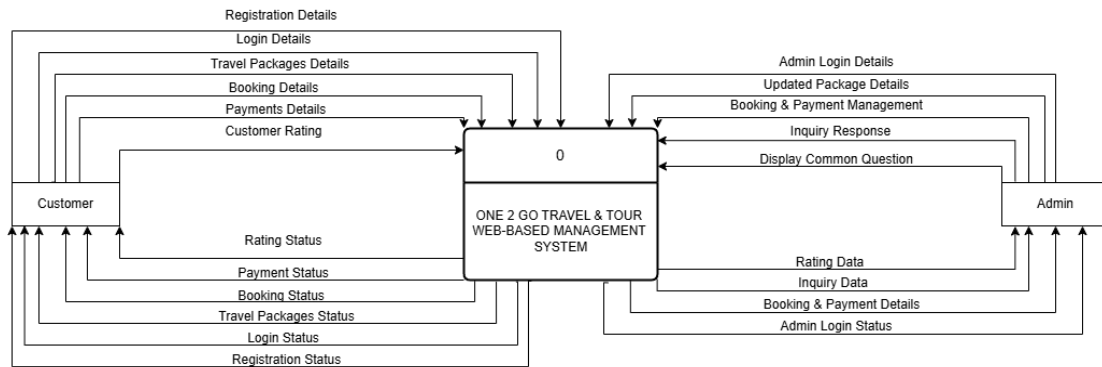 Registration Details
Login Details
Travel Packages Details
Booking Details
Payments Details
Customer Rating
Admin Login Details
Updated Package Details
Booking & Payment Management
Inquiry Response
Display Common Question
0
Customer
ONE 2 GO TRAVEL & TOUR
WEB-BASED MANAGEMENT
SYSTEM
Admin
Rating Status
Payment Status
Booking Status
Travel Packages Status
Login Status
Registration Status
Rating Data
Inquiry Data
Booking & Payment Details
Admin Login Status